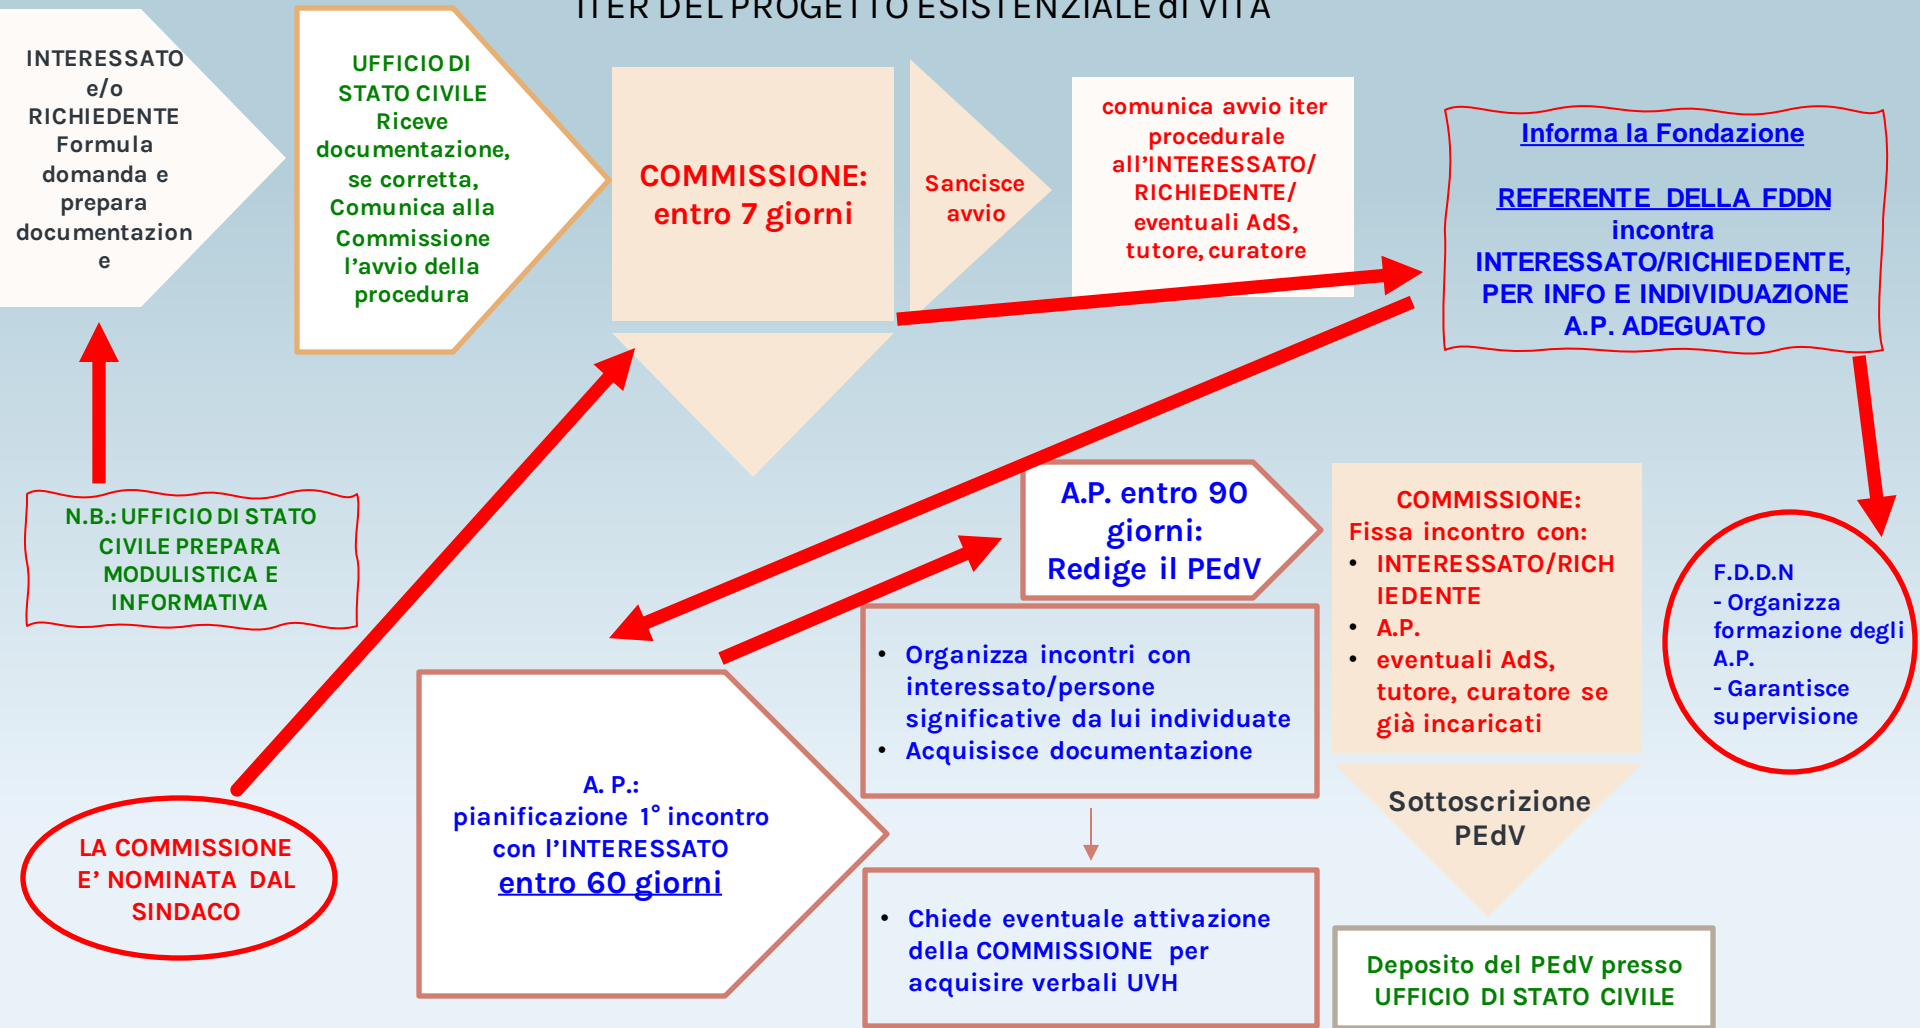 ITER DEL PROGETTO ESISTENZIALE di VITA
INTERESSATO
e/o
RICHIEDENTE
Formula
domanda e
prepara
documentazion
e
UFFICIO DI
STATO CIVILE
Riceve
documentazione,
se corretta,
Comunica alla
Commissione
l'avvio della
procedura
COMMISSIONE:
entro 7 giorni
Sancisce
avvio
comunica avvio iter
procedurale
all'INTERESSATO/
RICHIEDENTE/
eventuali AdS,
tutore, curatore
Informa la Fondazione
REFERENTE DELLA FDDN
incontra
INTERESSATO/RICHIEDENTE,
PER INFO E INDIVIDUAZIONE
A.P. ADEGUATO
N.B.: UFFICIO DI STATO
CIVILE PREPARA
MODULISTICA E
INFORMATIVA
LA COMMISSIONE
E' NOMINATA DAL
SINDACO
A. P.:
pianificazione 1° incontro
con l'INTERESSATO
entro 60 giorni
A.P. entro 90
giorni:
Redige il PEdV
• Organizza incontri con
interessato/persone
significative da lui individuate
• Acquisisce documentazione
• Chiede eventuale attivazione
della COMMISSIONE per
acquisire verbali UVH
COMMISSIONE:
Fissa incontro con:
• INTERESSATO/RICH
IEDENTE
• A.P.
• eventuali AdS,
tutore, curatore se
già incaricati
Sottoscrizione
PEdV
Deposito del PEdV presso
UFFICIO DI STATO CIVILE
F.D.D.N
- Organizza
formazione degli
A.P.
- Garantisce
supervisione